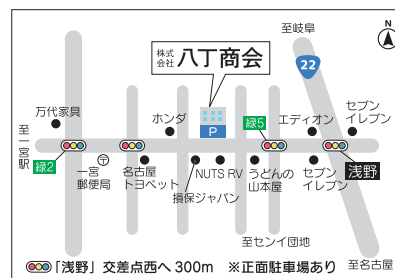 至岐阜
N
株式
会社
八丁商会
22
万代家具
ホンダ
P
緑5
エディオン
セブン
イレブン
至一宮駅
緑2
〒
一宮
郵便局
名古屋
トヨペット
NUTS RV
損保ジャパン
うどんの
山本屋
セブン
イレブン
浅野
至センイ団地
至名古屋
「浅野」交差点西へ300m ※正面駐車場あり